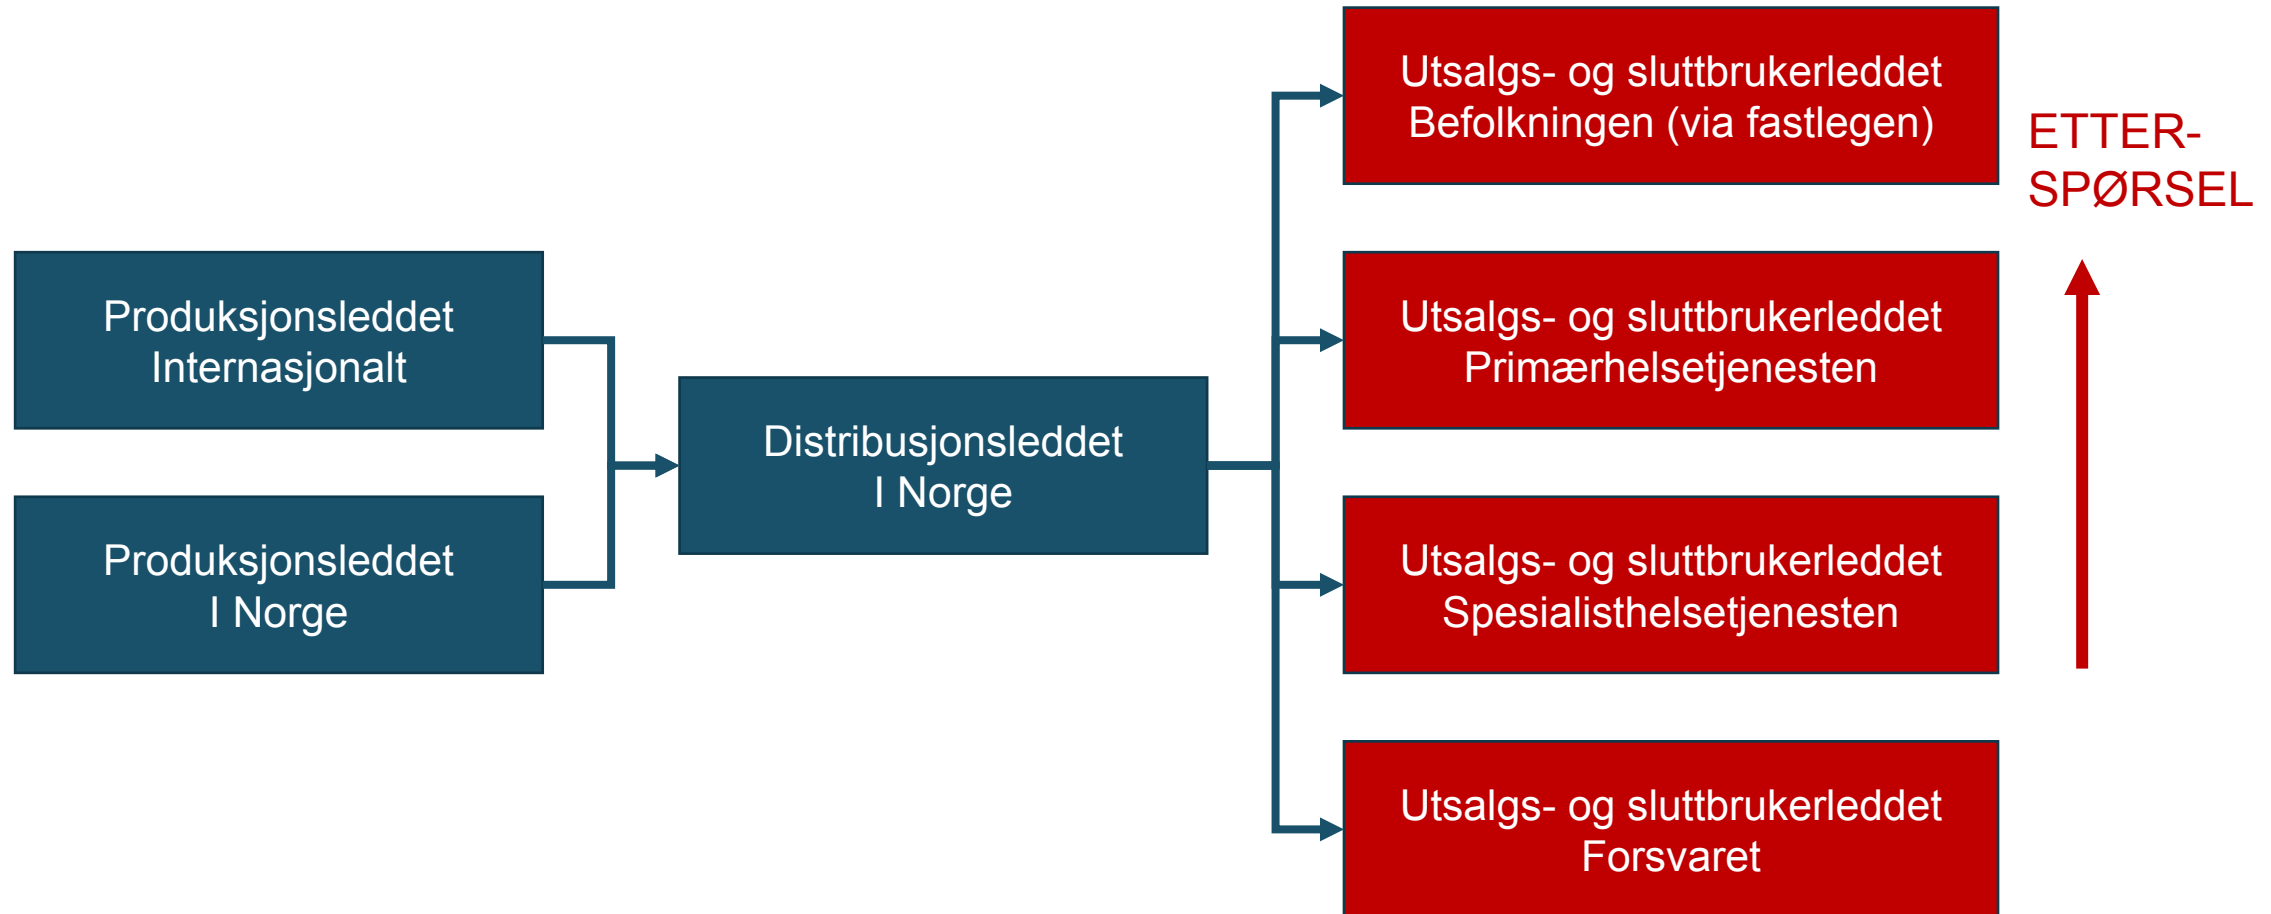 Produksjonsleddet
Internasjonalt
Produksjonsleddet
I Norge
Distribusjonsleddet
I Norge
Utsalgs- og sluttbrukerleddet
Befolkningen (via fastlegen)
Utsalgs- og sluttbrukerleddet
Primærhelsetjenesten
Utsalgs- og sluttbrukerleddet
Spesialisthelsetjenesten
Utsalgs- og sluttbrukerleddet
Forsvaret
ETTER-
SPØRSEL